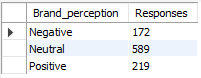 Brand_perception Responses
Negative 172
Neutral 589
Positive 219